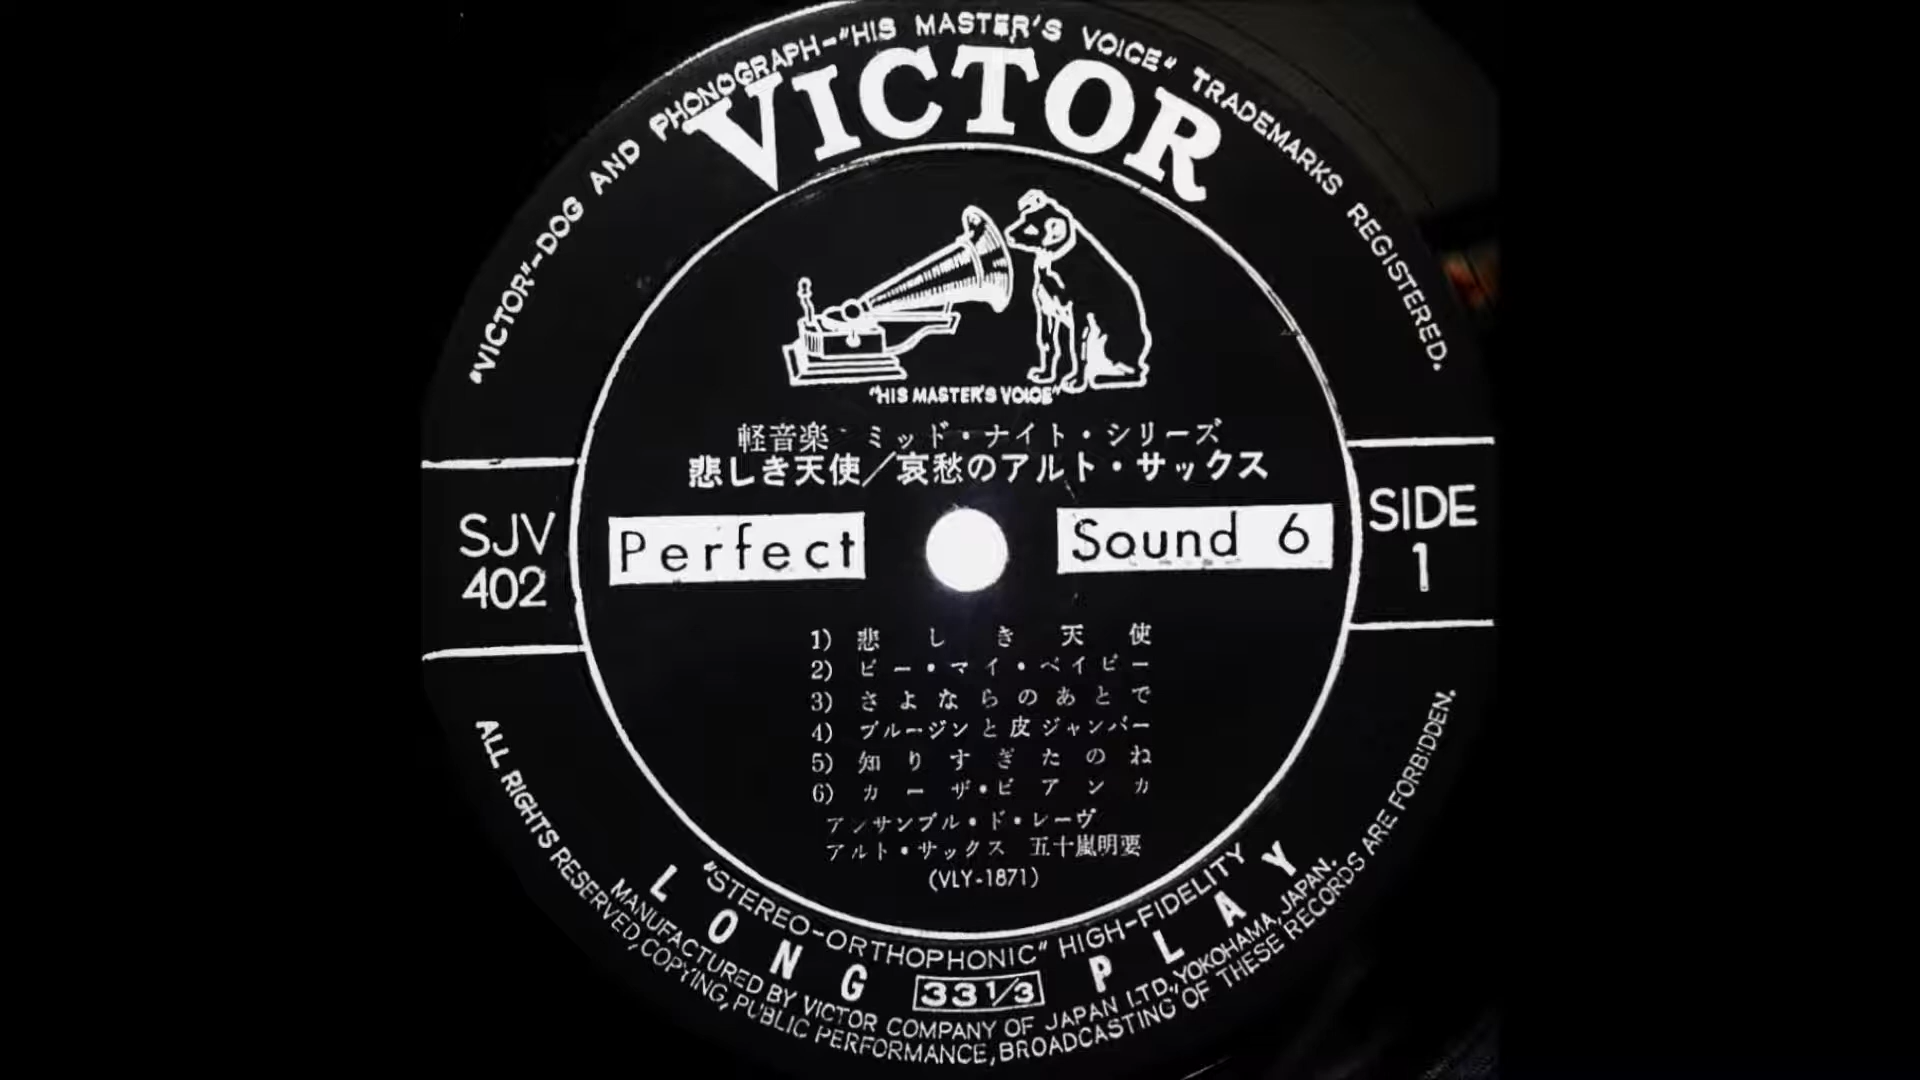 "VICTOR"-DOG AND PHONOGRAPH-"HIS MASTER'S VOICE" TRADEMARKS REGISTERED.
VICTOR
"HIS MASTER'S VOICE"
軽音楽 ミッド・ナイト・シリーズ
悲しき天使/哀愁のアルト・サックス
SJV
402
Perfect
Sound 6
SIDE
1
1) 悲しき天使
2) ビー・マイ・ベイビー
3) さよならのあとで
4) ブルージンと皮ジャンパー
5) 知りすぎたのね
6) カーザ・ビアンカ
アンサンブル・ド・レーヴ
アルト・サックス 五十嵐明要
(VLY-1871)
"STEREO-ORTHOPHONIC" HIGH-FIDELITY
LONG PLAY
33 1/3
MANUFACTURED BY VICTOR COMPANY OF JAPAN LTD., YOKOHAMA, JAPAN.
ALL RIGHTS RESERVED, COPYING, PUBLIC PERFORMANCE, BROADCASTING OF THESE RECORDS ARE FORBIDDEN.